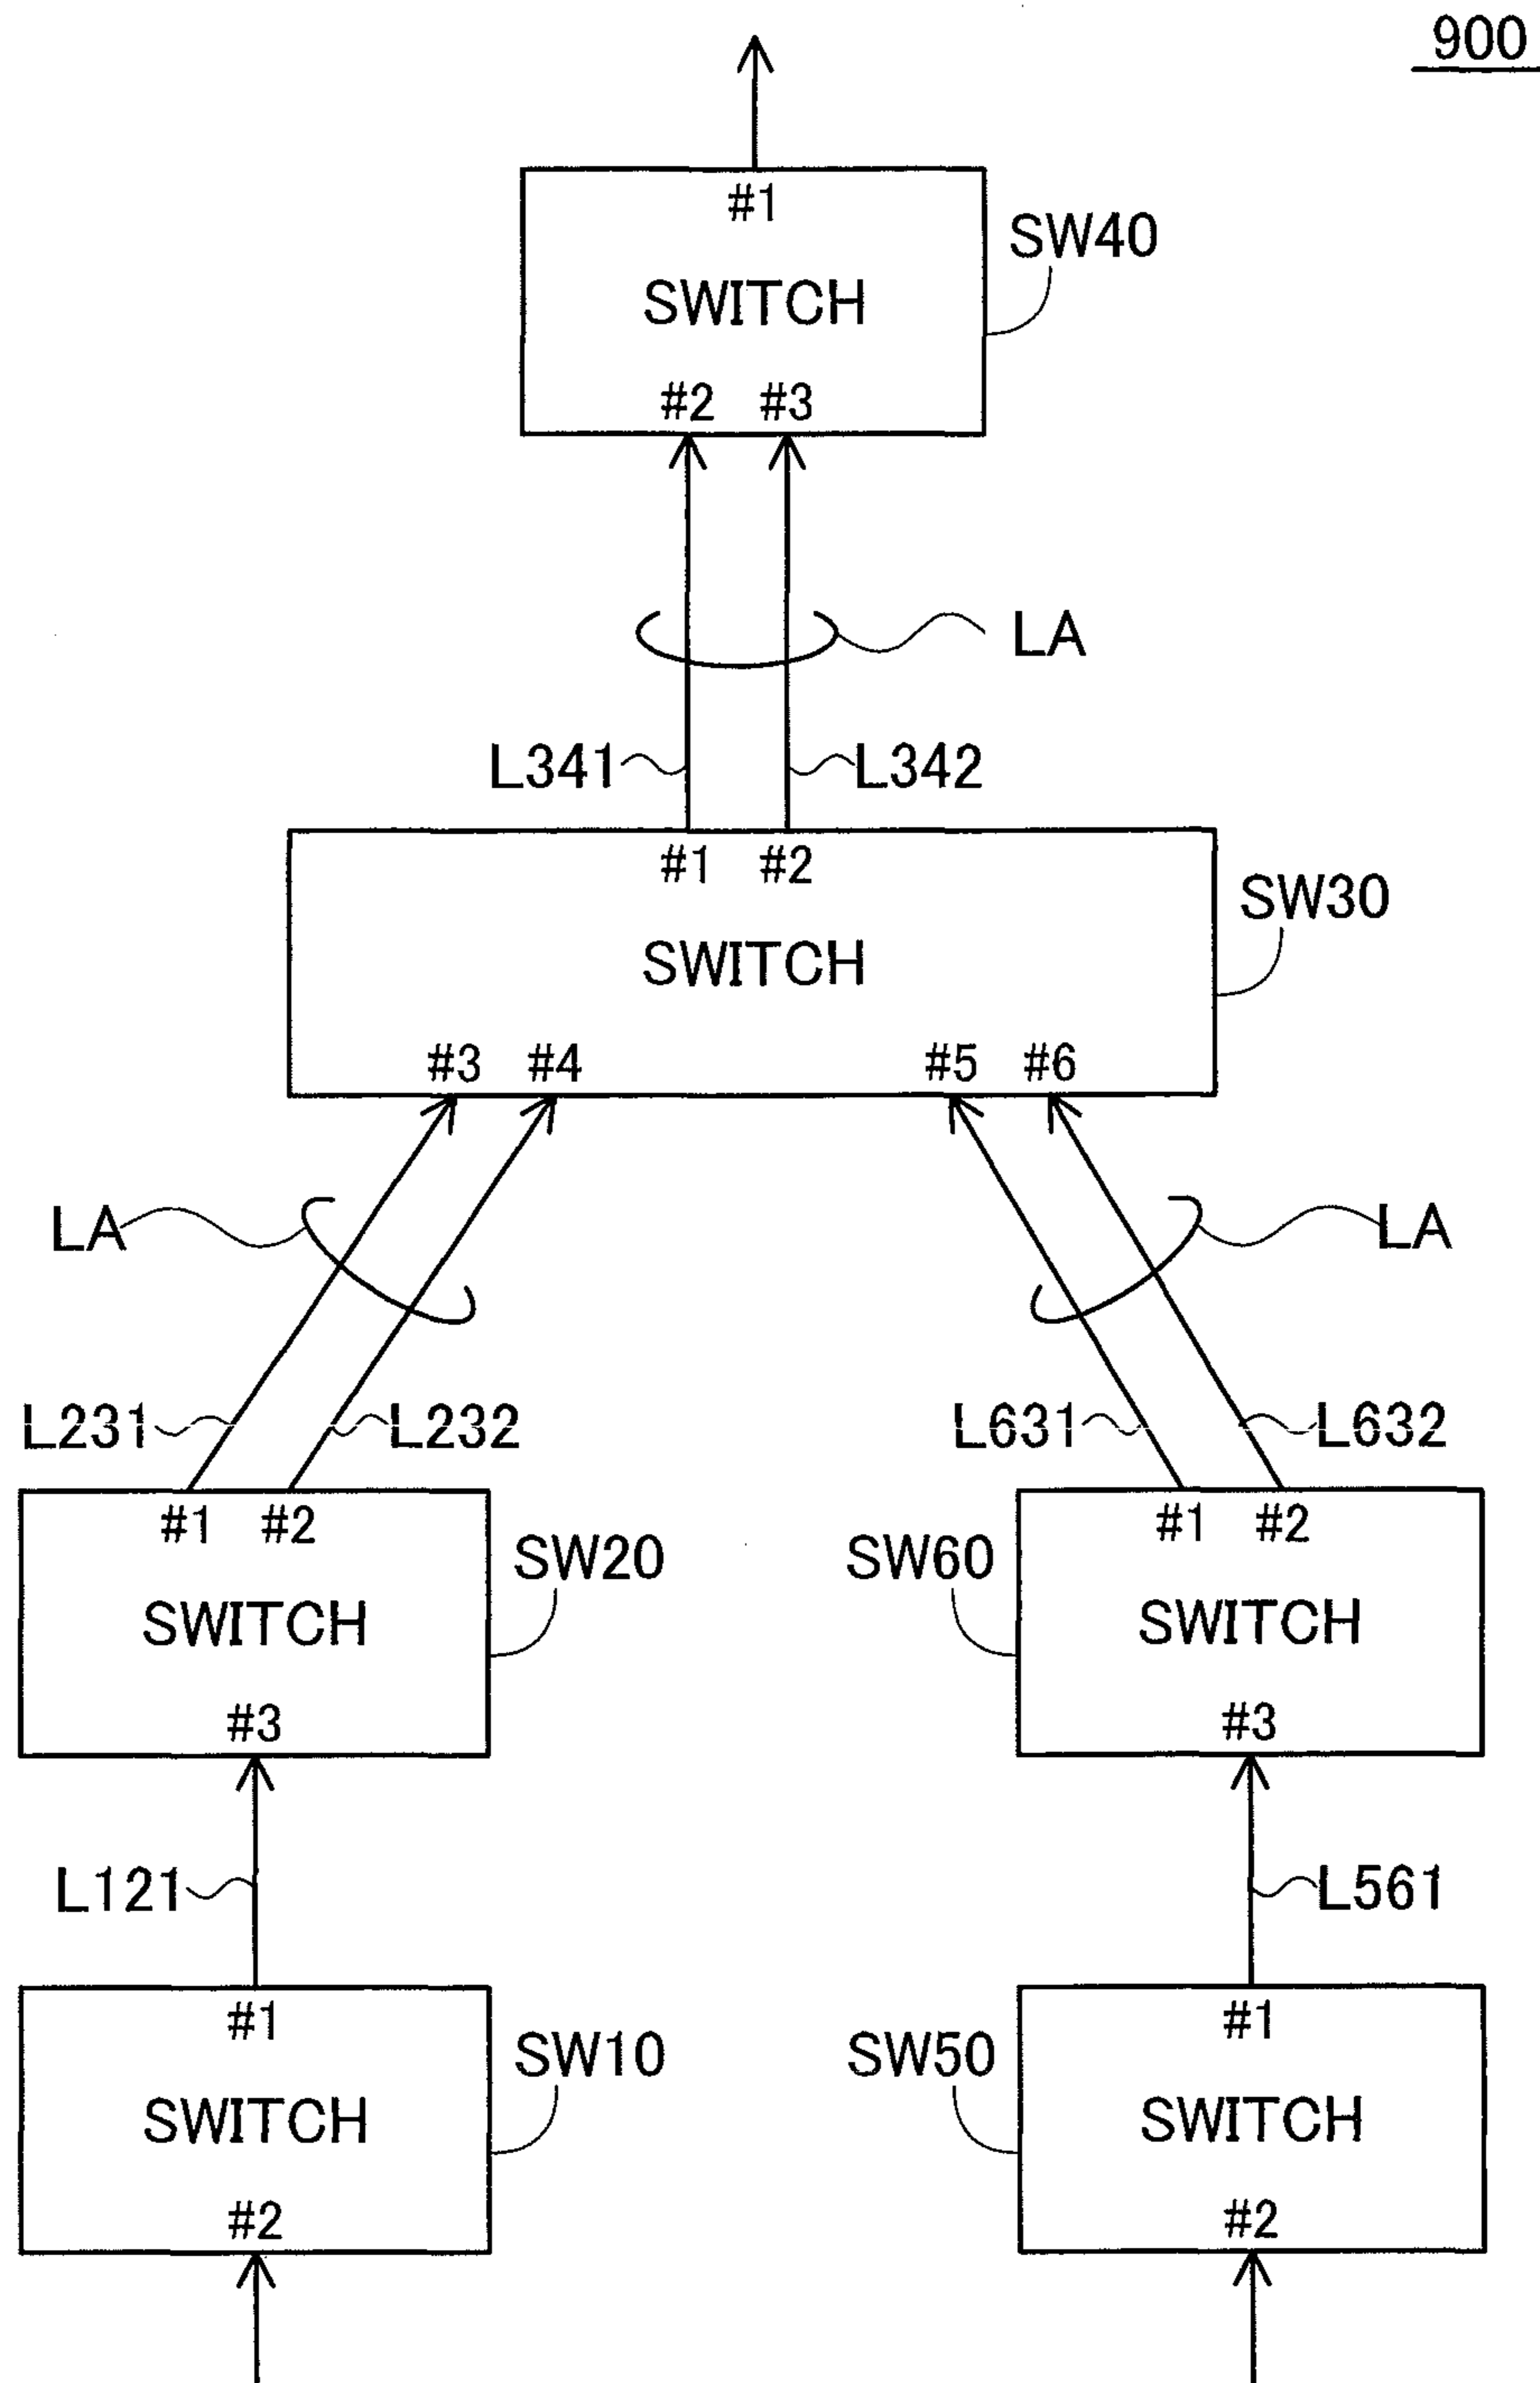 900
#1
SW40
SWITCH
#2 #3
LA
L341 L342
#1 #2
SW30
SWITCH
#3 #4 #5 #6
LA LA
L231 L232 L631 L632
#1 #2 #1 #2
SW20 SW60
SWITCH SWITCH
#3 #3
L121 L561
#1 #1
SW10 SW50
SWITCH SWITCH
#2 #2